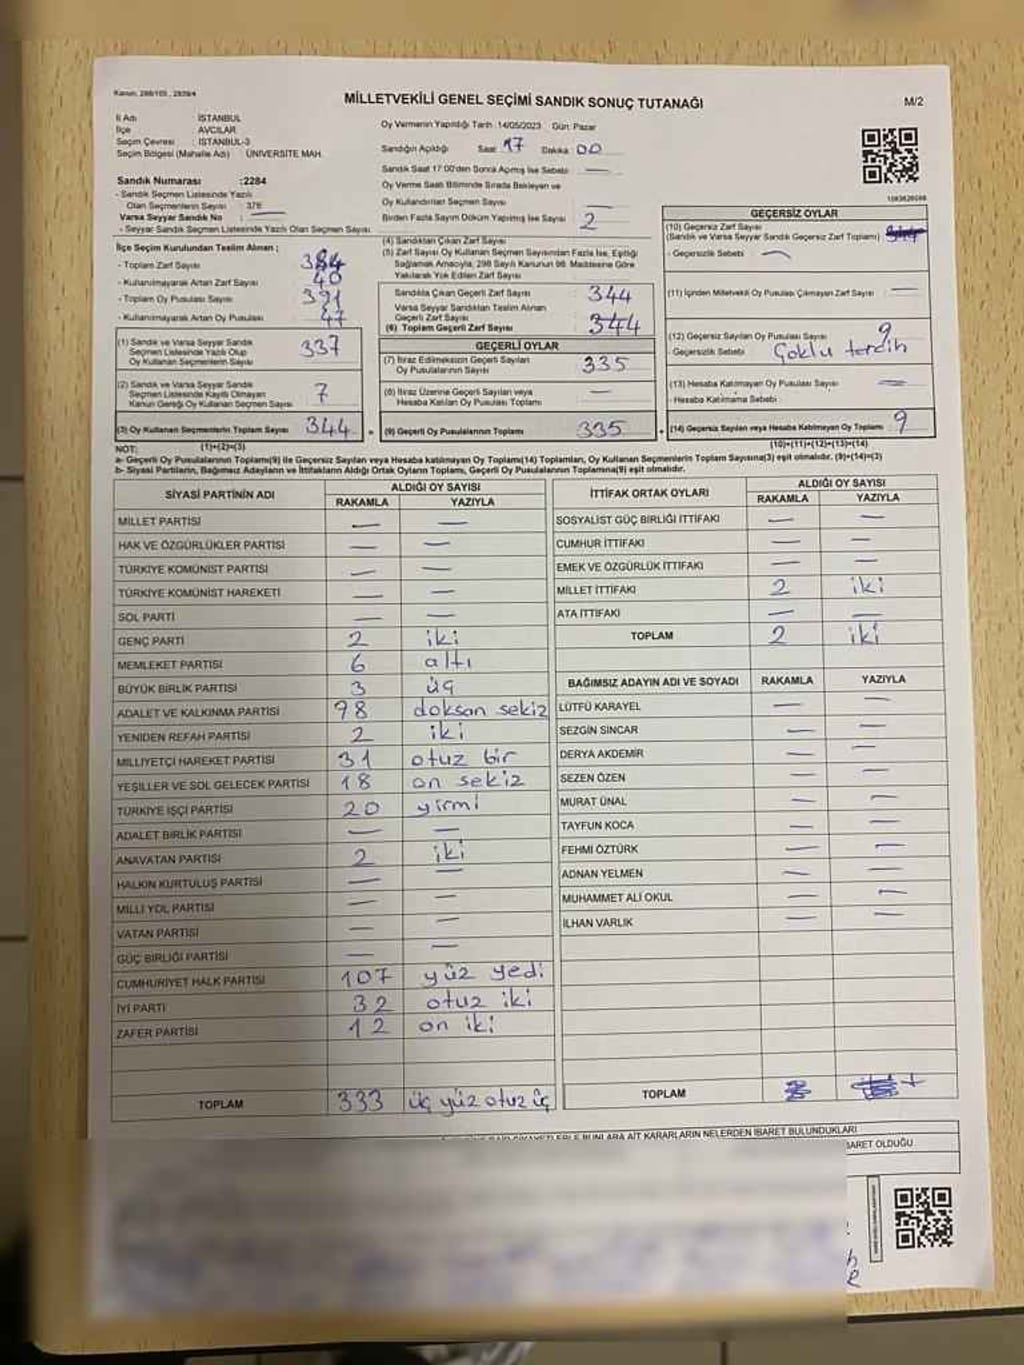 Kanun: 298/105, 2839/4
MİLLETVEKİLİ GENEL SEÇİMİ SANDIK SONUÇ TUTANAĞI
M/2
İl Adı : İSTANBUL
İlçe : AVCILAR
Seçim Çevresi : İSTANBUL-3
Seçim Bölgesi (Mahalle Adı) : ÜNİVERSİTE MAH.
Oy Vermenin Yapıldığı Tarih :14/05/2023 Gün: Pazar
Sandığın Açıldığı Saat : 17 Dakika : 00
Sandık Saat 17:00'den Sonra Açılmış İse Sebebi : —
Oy Verme Saati Bitiminde Sırada Bekleyen ve
Oy Kullandırılan Seçmen Sayısı : —
Birden Fazla Sayım Döküm Yapılmış İse Sayısı : 2
Sandık Numarası :2284
- Sandık Seçmen Listesinde Yazılı
Olan Seçmenlerin Sayısı : 376
Varsa Seyyar Sandık No : —
- Seyyar Sandık Seçmen Listesinde Yazılı Olan Seçmen Sayısı
İlçe Seçim Kurulundan Teslim Alınan ;
- Toplam Zarf Sayısı : 384
- Kullanılmayarak Artan Zarf Sayısı : 40
- Toplam Oy Pusulası Sayısı : 391
- Kullanılmayarak Artan Oy Pusulası : 47
(1) Sandık ve Varsa Seyyar Sandık
Seçmen Listesinde Yazılı Olup
Oy Kullanan Seçmenlerin Sayısı : 337
(2) Sandık ve Varsa Seyyar Sandık
Seçmen Listesinde Kayıtlı Olmayan
Kanun Gereği Oy Kullanan Seçmen Sayısı : 7
(3) Oy Kullanan Seçmenlerin Toplam Sayısı : 344
(4) Sandıktan Çıkan Zarf Sayısı
(5) Zarf Sayısı Oy Kullanan Seçmen Sayısından Fazla İse, Eşitliği
Sağlamak Amacıyla, 298 Sayılı Kanunun 98. Maddesine Göre
Yakılarak Yok Edilen Zarf Sayısı
Sandıkta Çıkan Geçerli Zarf Sayısı : 344
Varsa Seyyar Sandıktan Teslim Alınan
Geçerli Zarf Sayısı : —
(6) Toplam Geçerli Zarf Sayısı : 344
GEÇERLİ OYLAR
(7) İtiraz Edilmeksizin Geçerli Sayılan
Oy Pusulalarının Sayısı : 335
(8) İtiraz Üzerine Geçerli Sayılan veya
Hesaba Katılan Oy Pusulası Toplamı : —
(9) Geçerli Oy Pusulalarının Toplamı : 335
GEÇERSİZ OYLAR
(10) Geçersiz Zarf Sayısı
(Sandık ve Varsa Seyyar Sandık Geçersiz Zarf Toplamı) :
- Geçersizlik Sebebi : —
(11) İçinden Milletvekili Oy Pusulası Çıkmayan Zarf Sayısı : —
(12) Geçersiz Sayılan Oy Pusulası Sayısı : 9
Geçersizlik Sebebi : Çoklu tercih
(13) Hesaba Katılmayan Oy Pusulası Sayısı : —
- Hesaba Katılmama Sebebi :
(14) Geçersiz Sayılan veya Hesaba Katılmayan Oy Toplamı : 9
NOT: (1)+(2)=(3) (10)+(11)+(12)+(13)=(14)
a- Geçerli Oy Pusulalarının Toplamı(9) ile Geçersiz Sayılan veya Hesaba katılmayan Oy Toplamı(14) Toplamları, Oy Kullanan Seçmenlerin Toplam Sayısına(3) eşit olmalıdır. (9)+(14)=(3)
b- Siyasi Partilerin, Bağımsız Adayların ve İttifakların Aldığı Ortak Oyların Toplamı, Geçerli Oy Pusulalarının Toplamına(9) eşit olmalıdır.
SİYASİ PARTİNİN ADI ALDIĞI OY SAYISI
RAKAMLA YAZIYLA
MİLLET PARTİSİ — —
HAK VE ÖZGÜRLÜKLER PARTİSİ — —
TÜRKİYE KOMÜNİST PARTİSİ — —
TÜRKİYE KOMÜNİST HAREKETİ — —
SOL PARTİ — —
GENÇ PARTİ 2 iki
MEMLEKET PARTİSİ 6 altı
BÜYÜK BİRLİK PARTİSİ 3 üç
ADALET VE KALKINMA PARTİSİ 98 doksan sekiz
YENİDEN REFAH PARTİSİ 2 iki
MİLLİYETÇİ HAREKET PARTİSİ 31 otuz bir
YEŞİLLER VE SOL GELECEK PARTİSİ 18 on sekiz
TÜRKİYE İŞÇİ PARTİSİ 20 yirmi
ADALET BİRLİK PARTİSİ — —
ANAVATAN PARTİSİ 2 iki
HALKIN KURTULUŞ PARTİSİ — —
MİLLİ YOL PARTİSİ — —
VATAN PARTİSİ — —
GÜÇ BİRLİĞİ PARTİSİ — —
CUMHURİYET HALK PARTİSİ 107 yüz yedi
İYİ PARTİ 32 otuz iki
ZAFER PARTİSİ 12 on iki
TOPLAM 333 üç yüz otuz üç
İTTİFAK ORTAK OYLARI ALDIĞI OY SAYISI
RAKAMLA YAZIYLA
SOSYALİST GÜÇ BİRLİĞİ İTTİFAKI — —
CUMHUR İTTİFAKI — —
EMEK VE ÖZGÜRLÜK İTTİFAKI — —
MİLLET İTTİFAKI 2 iki
ATA İTTİFAKI — —
TOPLAM 2 iki
BAĞIMSIZ ADAYIN ADI VE SOYADI RAKAMLA YAZIYLA
LÜTFÜ KARAYEL — —
SEZGİN SİNCAR — —
DERYA AKDEMİR — —
SEZEN ÖZEN — —
MURAT ÜNAL — —
TAYFUN KOCA — —
FEHMİ ÖZTÜRK — —
ADNAN YELMEN — —
MUHAMMET ALİ OKUL — —
İLHAN VARLIK — —
TOPLAM
BUNLARA AİT KARARLARIN NELERDEN İBARET BULUNDUKLARI
İBARET OLDUĞU